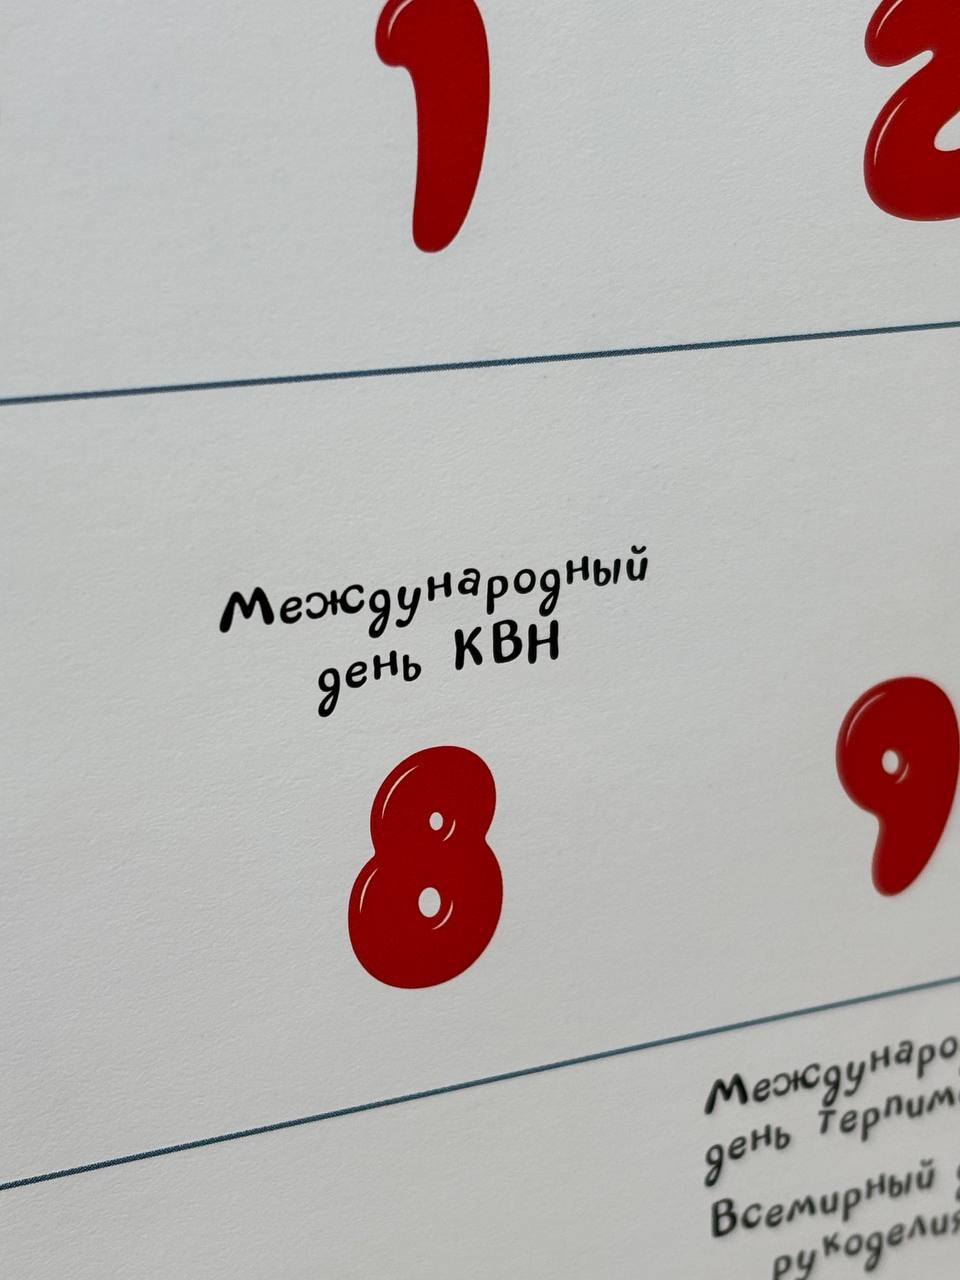 1 2
Международный
день КВН
8 9
день
Всемирный